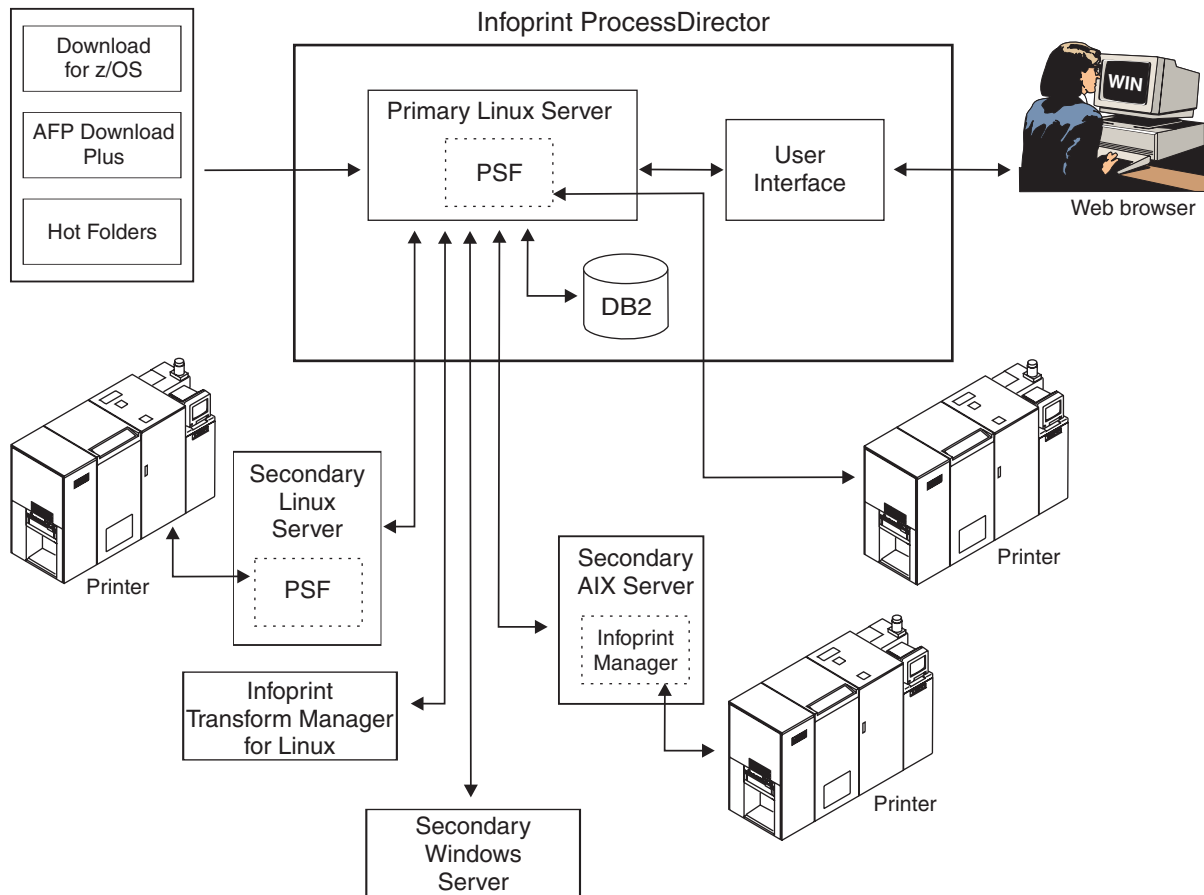 Infoprint ProcessDirector
Download
for z/OS
AFP Download
Plus
Hot Folders
Primary Linux Server
PSF
User
Interface
WIN
Web browser
DB2
Printer
Secondary
Linux
Server
PSF
Secondary
AIX Server
Infoprint
Manager
Printer
Infoprint
Transform Manager
for Linux
Printer
Secondary
Windows
Server